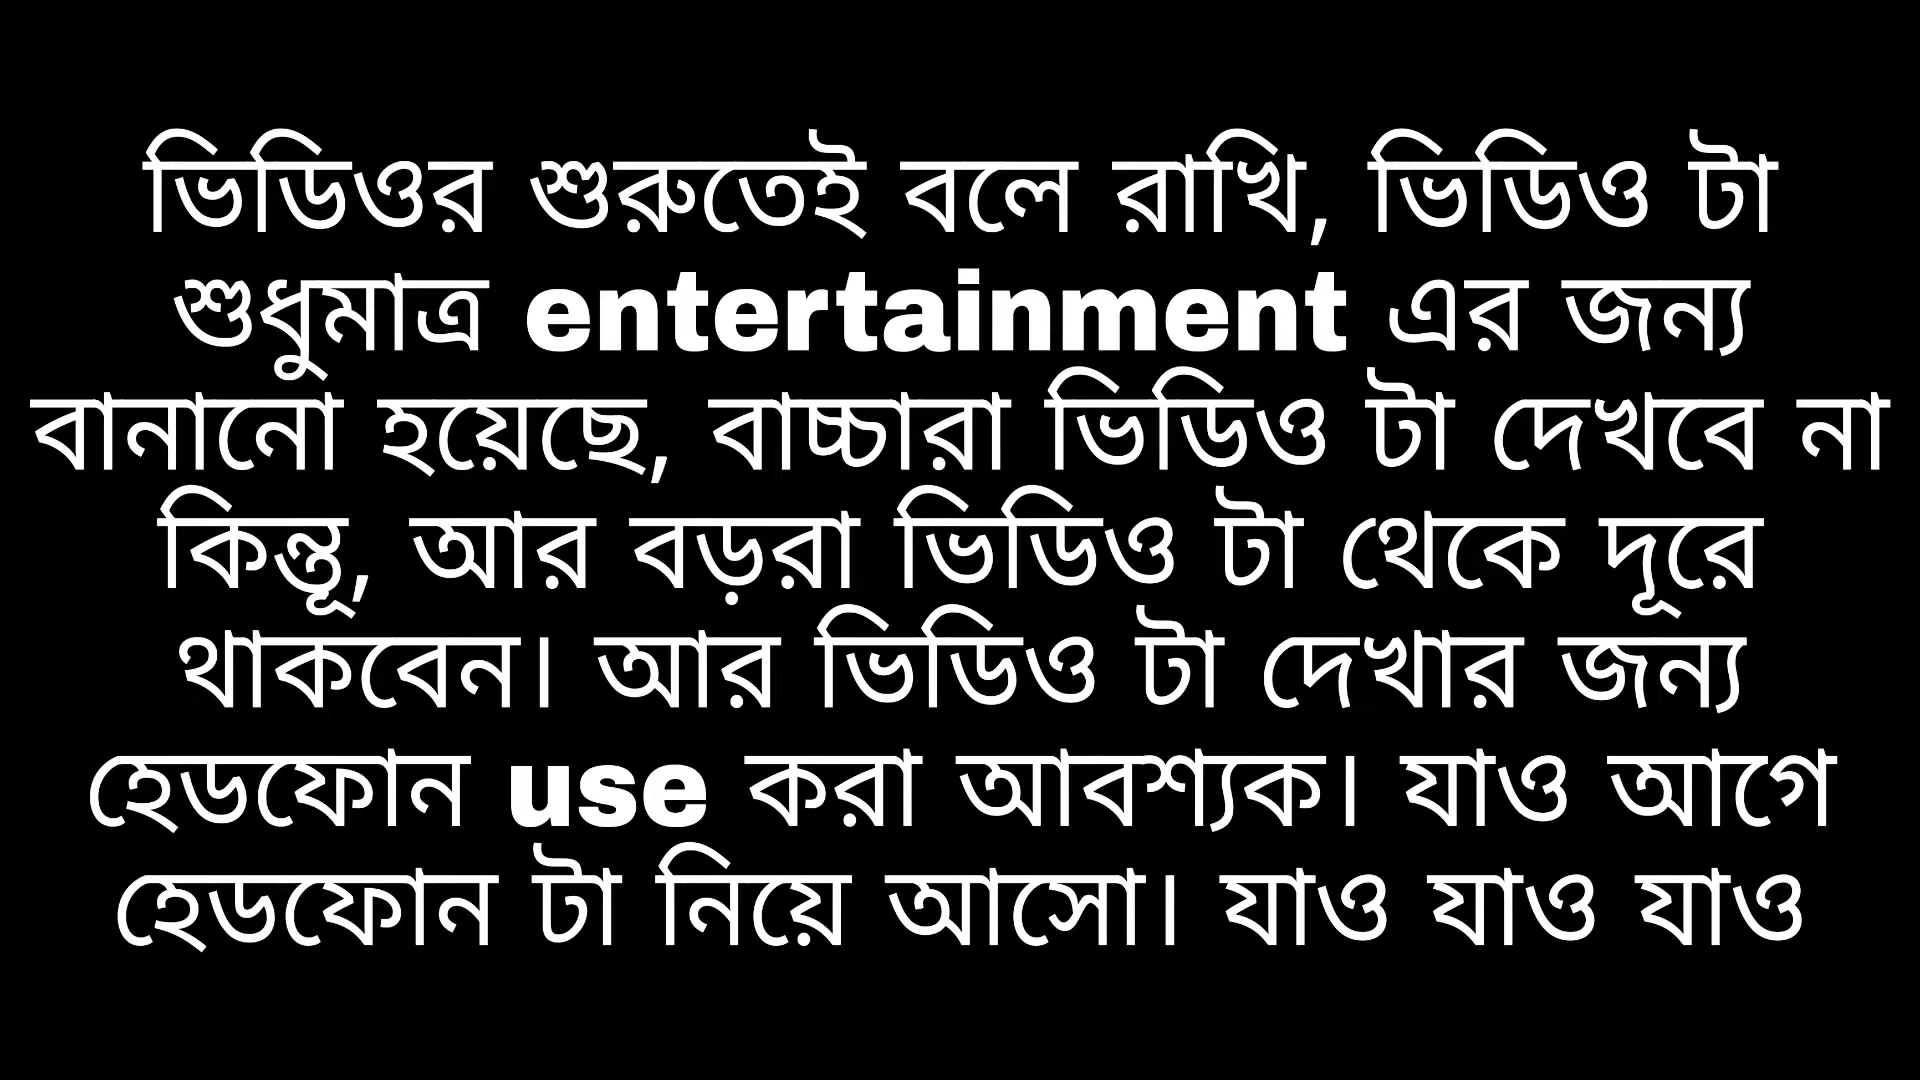 ভিডিওর শুরুতেই বলে রাখি, ভিডিও টা
শুধুমাত্র entertainment এর জন্য
বানানো হয়েছে, বাচ্চারা ভিডিও টা দেখবে না
কিন্তূ, আর বড়রা ভিডিও টা থেকে দূরে
থাকবেন। আর ভিডিও টা দেখার জন্য
হেডফোন use করা আবশ্যক। যাও আগে
হেডফোন টা নিয়ে আসো। যাও যাও যাও